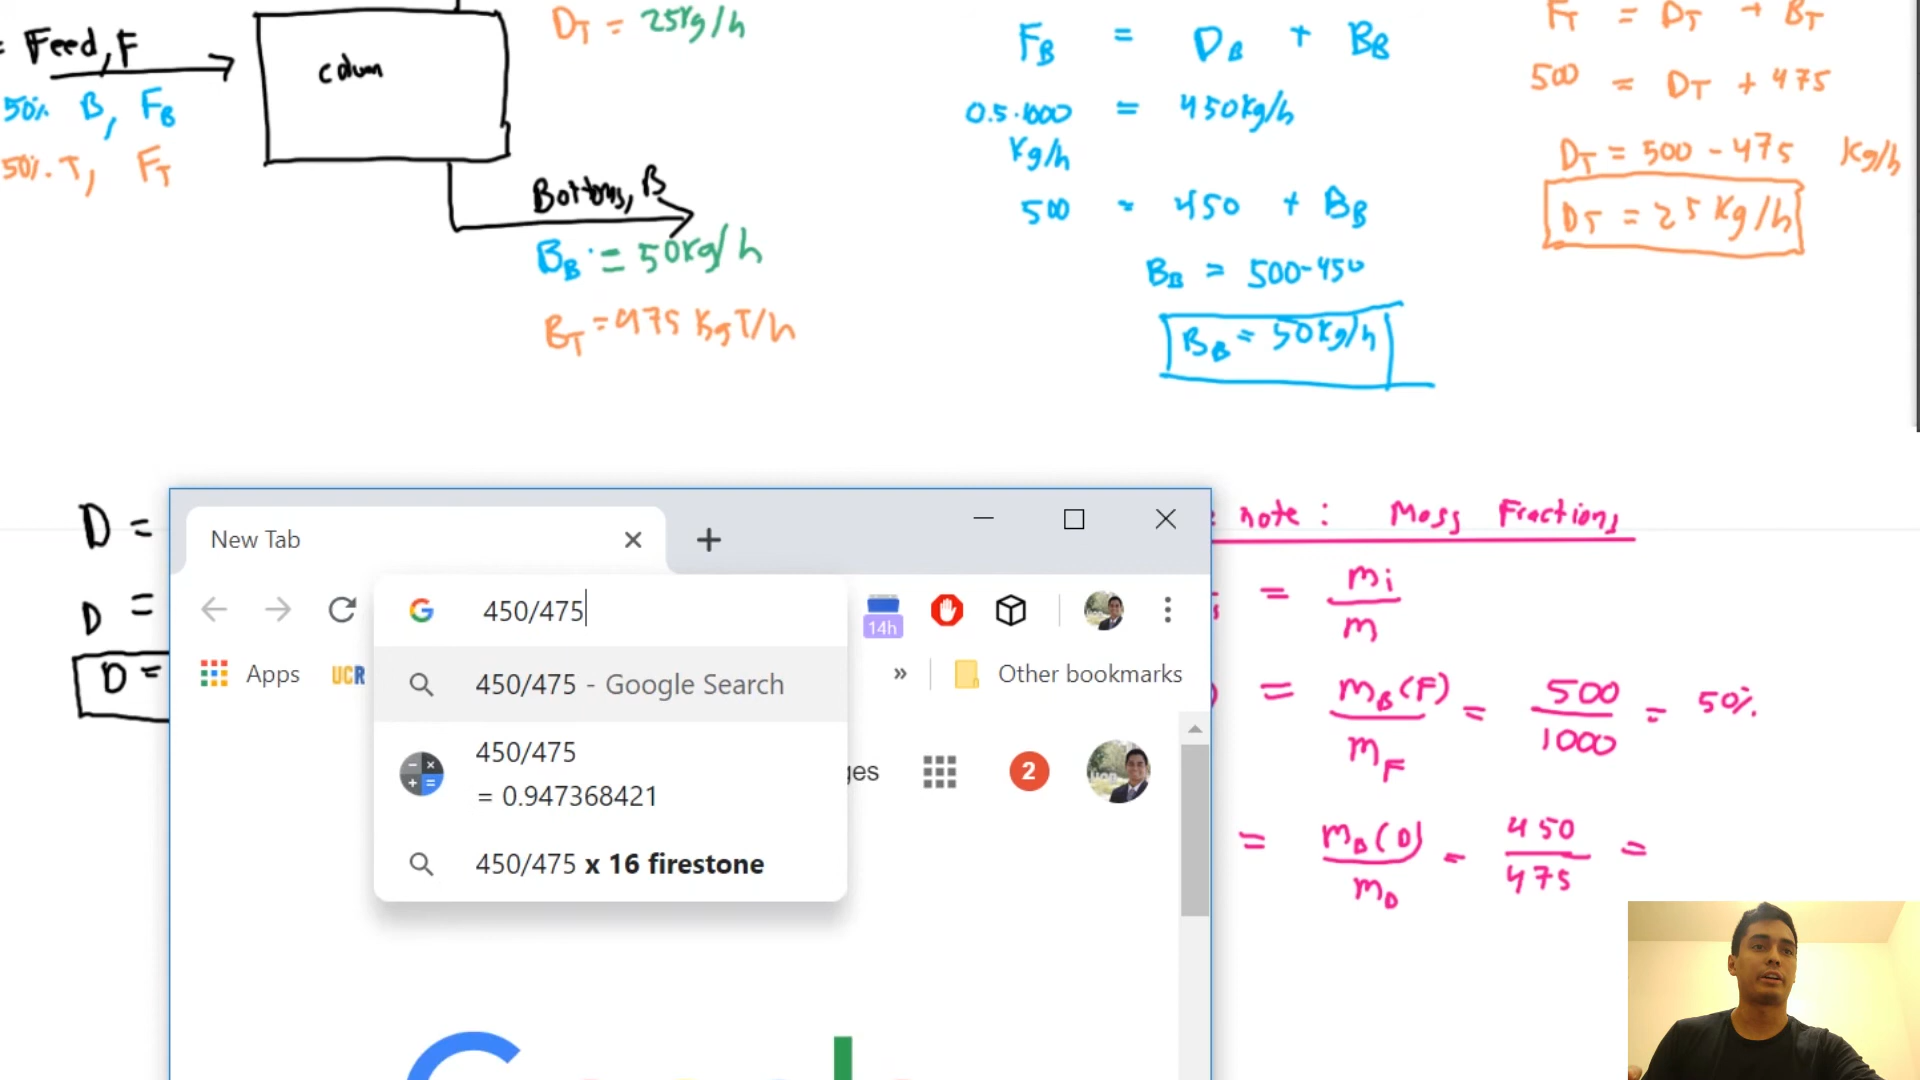 = Feed, F
50% B, FB
50% T, FT
colum
DT = 25Kg/h
Bottoms, B
BB = 50Kg/h
BT = 475 Kg T/h
FB = DB + BB
0.5.1000 = 450Kg/h
Kg/h
500 = 450 + BB
BB = 500-450
BB = 50Kg/h
FT = DT + BT
500 = DT + 475
DT = 500 - 475 Kg/h
DT = 25 Kg/h
D =
D =
D =
New Tab
450/475
14h
Apps
UCR
»
Other bookmarks
450/475 - Google Search
450/475
= 0.947368421
450/475 x 16 firestone
ges
2
note: Mass Fractions
= mi
m
= mB(F) = 500 = 50%
mF 1000
= mB(D) = 450 =
mD 475